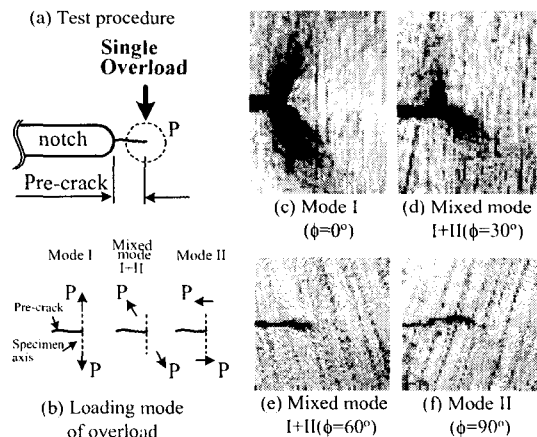 (a) Test procedure
Single
Overload
P
notch
Pre-crack
Mode I
Mixed
mode
I+II
Mode II
P
P
P
Pre-crack
Specimen
axis
P
P
P
(b) Loading mode
of overload
(c) Mode I
(ϕ=0°)
(d) Mixed mode
I+II(ϕ=30°)
(e) Mixed mode
I+II(ϕ=60°)
(f) Mode II
(ϕ=90°)